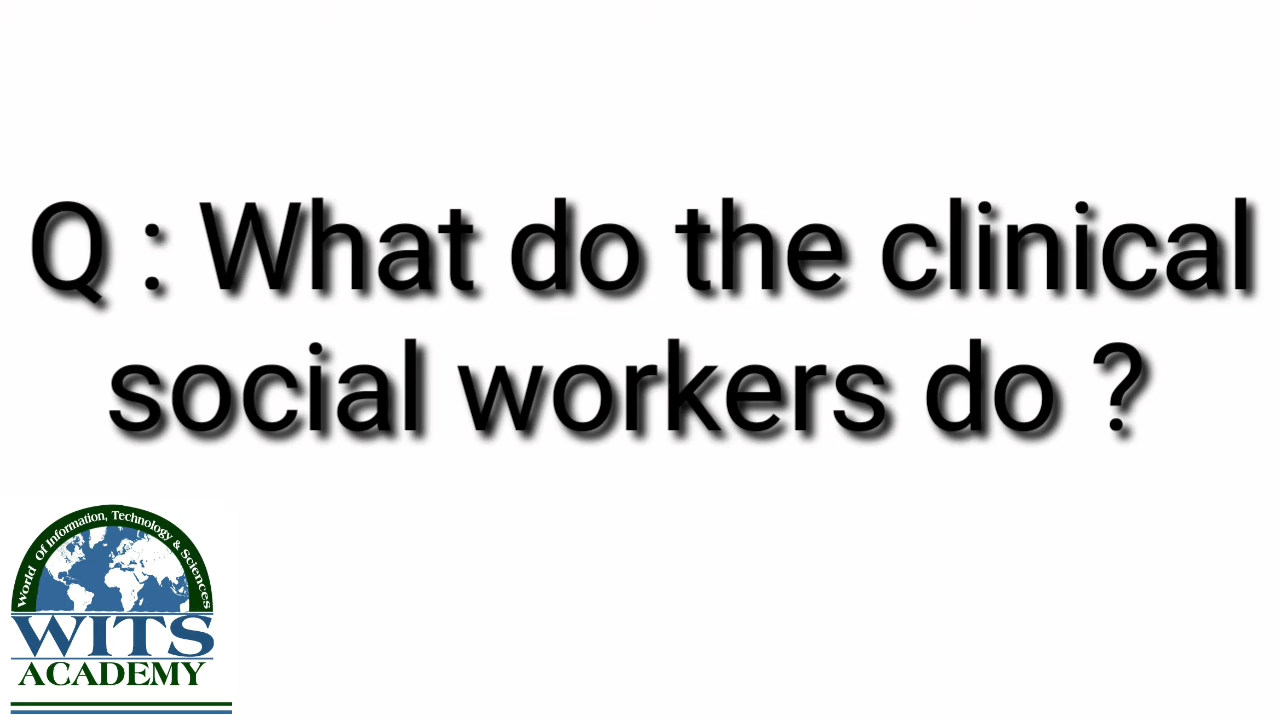 Q : What do the clinical
social workers do ?
World Of Information, Technology & Sciences
WITS
ACADEMY